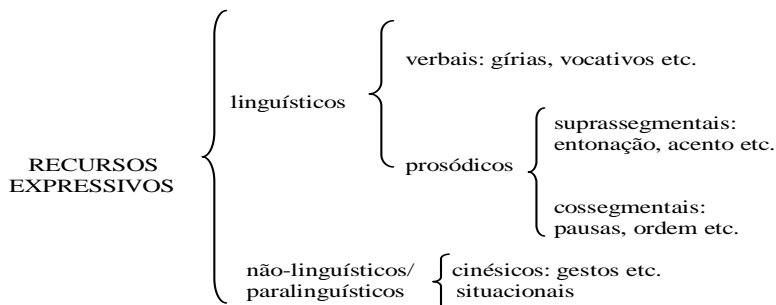 RECURSOS
EXPRESSIVOS
linguísticos
verbais: gírias, vocativos etc.
prosódicos
suprassegmentais:
entonação, acento etc.
cossegmentais:
pausas, ordem etc.
não-linguísticos/
paralinguísticos
cinésicos: gestos etc.
situacionais